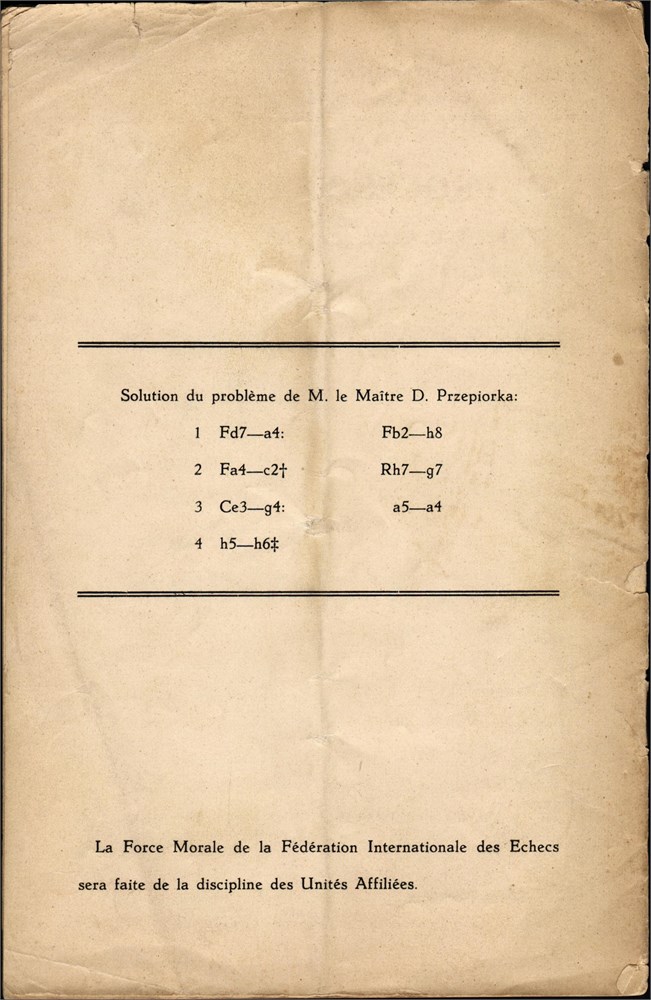 Solution du problème de M. le Maître D. Przepiorka:
1 Fd7—a4: Fb2—h8
2 Fa4—c2† Rh7—g7
3 Ce3—g4: a5—a4
4 h5—h6‡
La Force Morale de la Fédération Internationale des Echecs
sera faite de la discipline des Unités Affiliées.